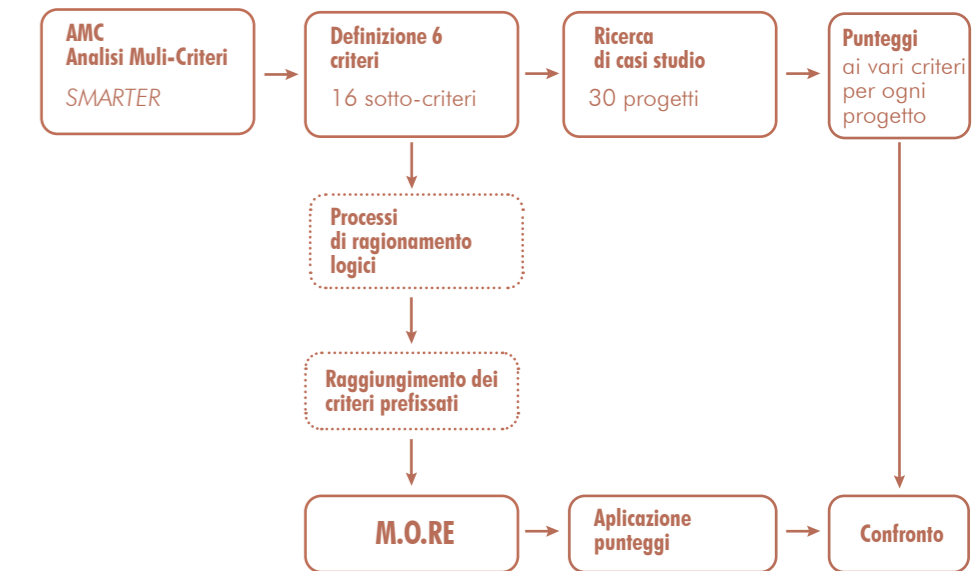 AMC
Analisi Muli-Criteri
SMARTER
Definizione 6
criteri
16 sotto-criteri
Ricerca
di casi studio
30 progetti
Punteggi
ai vari criteri
per ogni
progetto
Processi
di ragionamento
logici
Raggiungimento dei
criteri prefissati
M.O.RE
Aplicazione
punteggi
Confronto